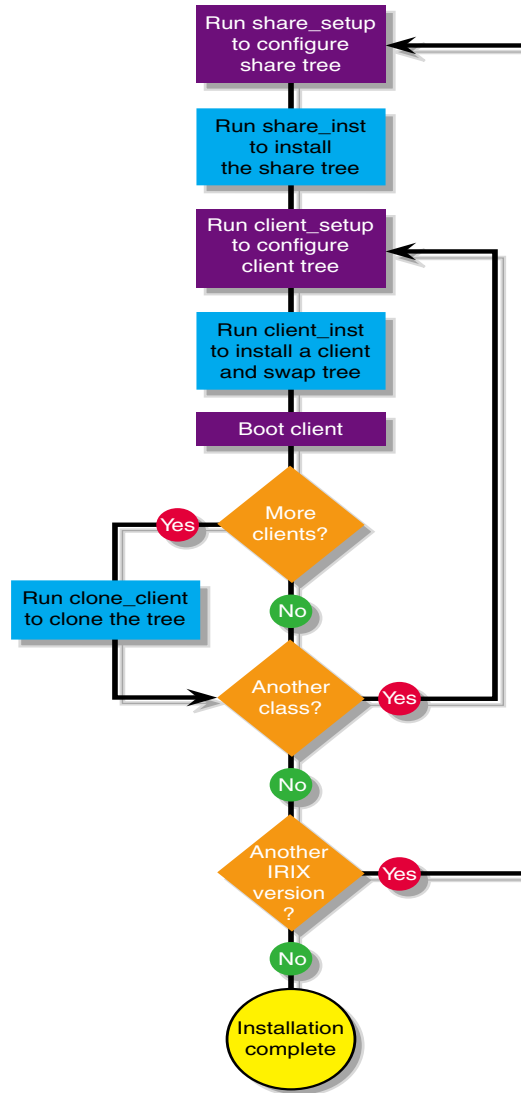 Run share_setup
to configure
share tree
Run share_inst
to install
the share tree
Run client_setup
to configure
client tree
Run client_inst
to install a client
and swap tree
Boot client
More
clients?
Yes
Run clone_client
to clone the tree
No
Another
class?
Yes
No
Another
IRIX
version
?
Yes
No
Installation
complete